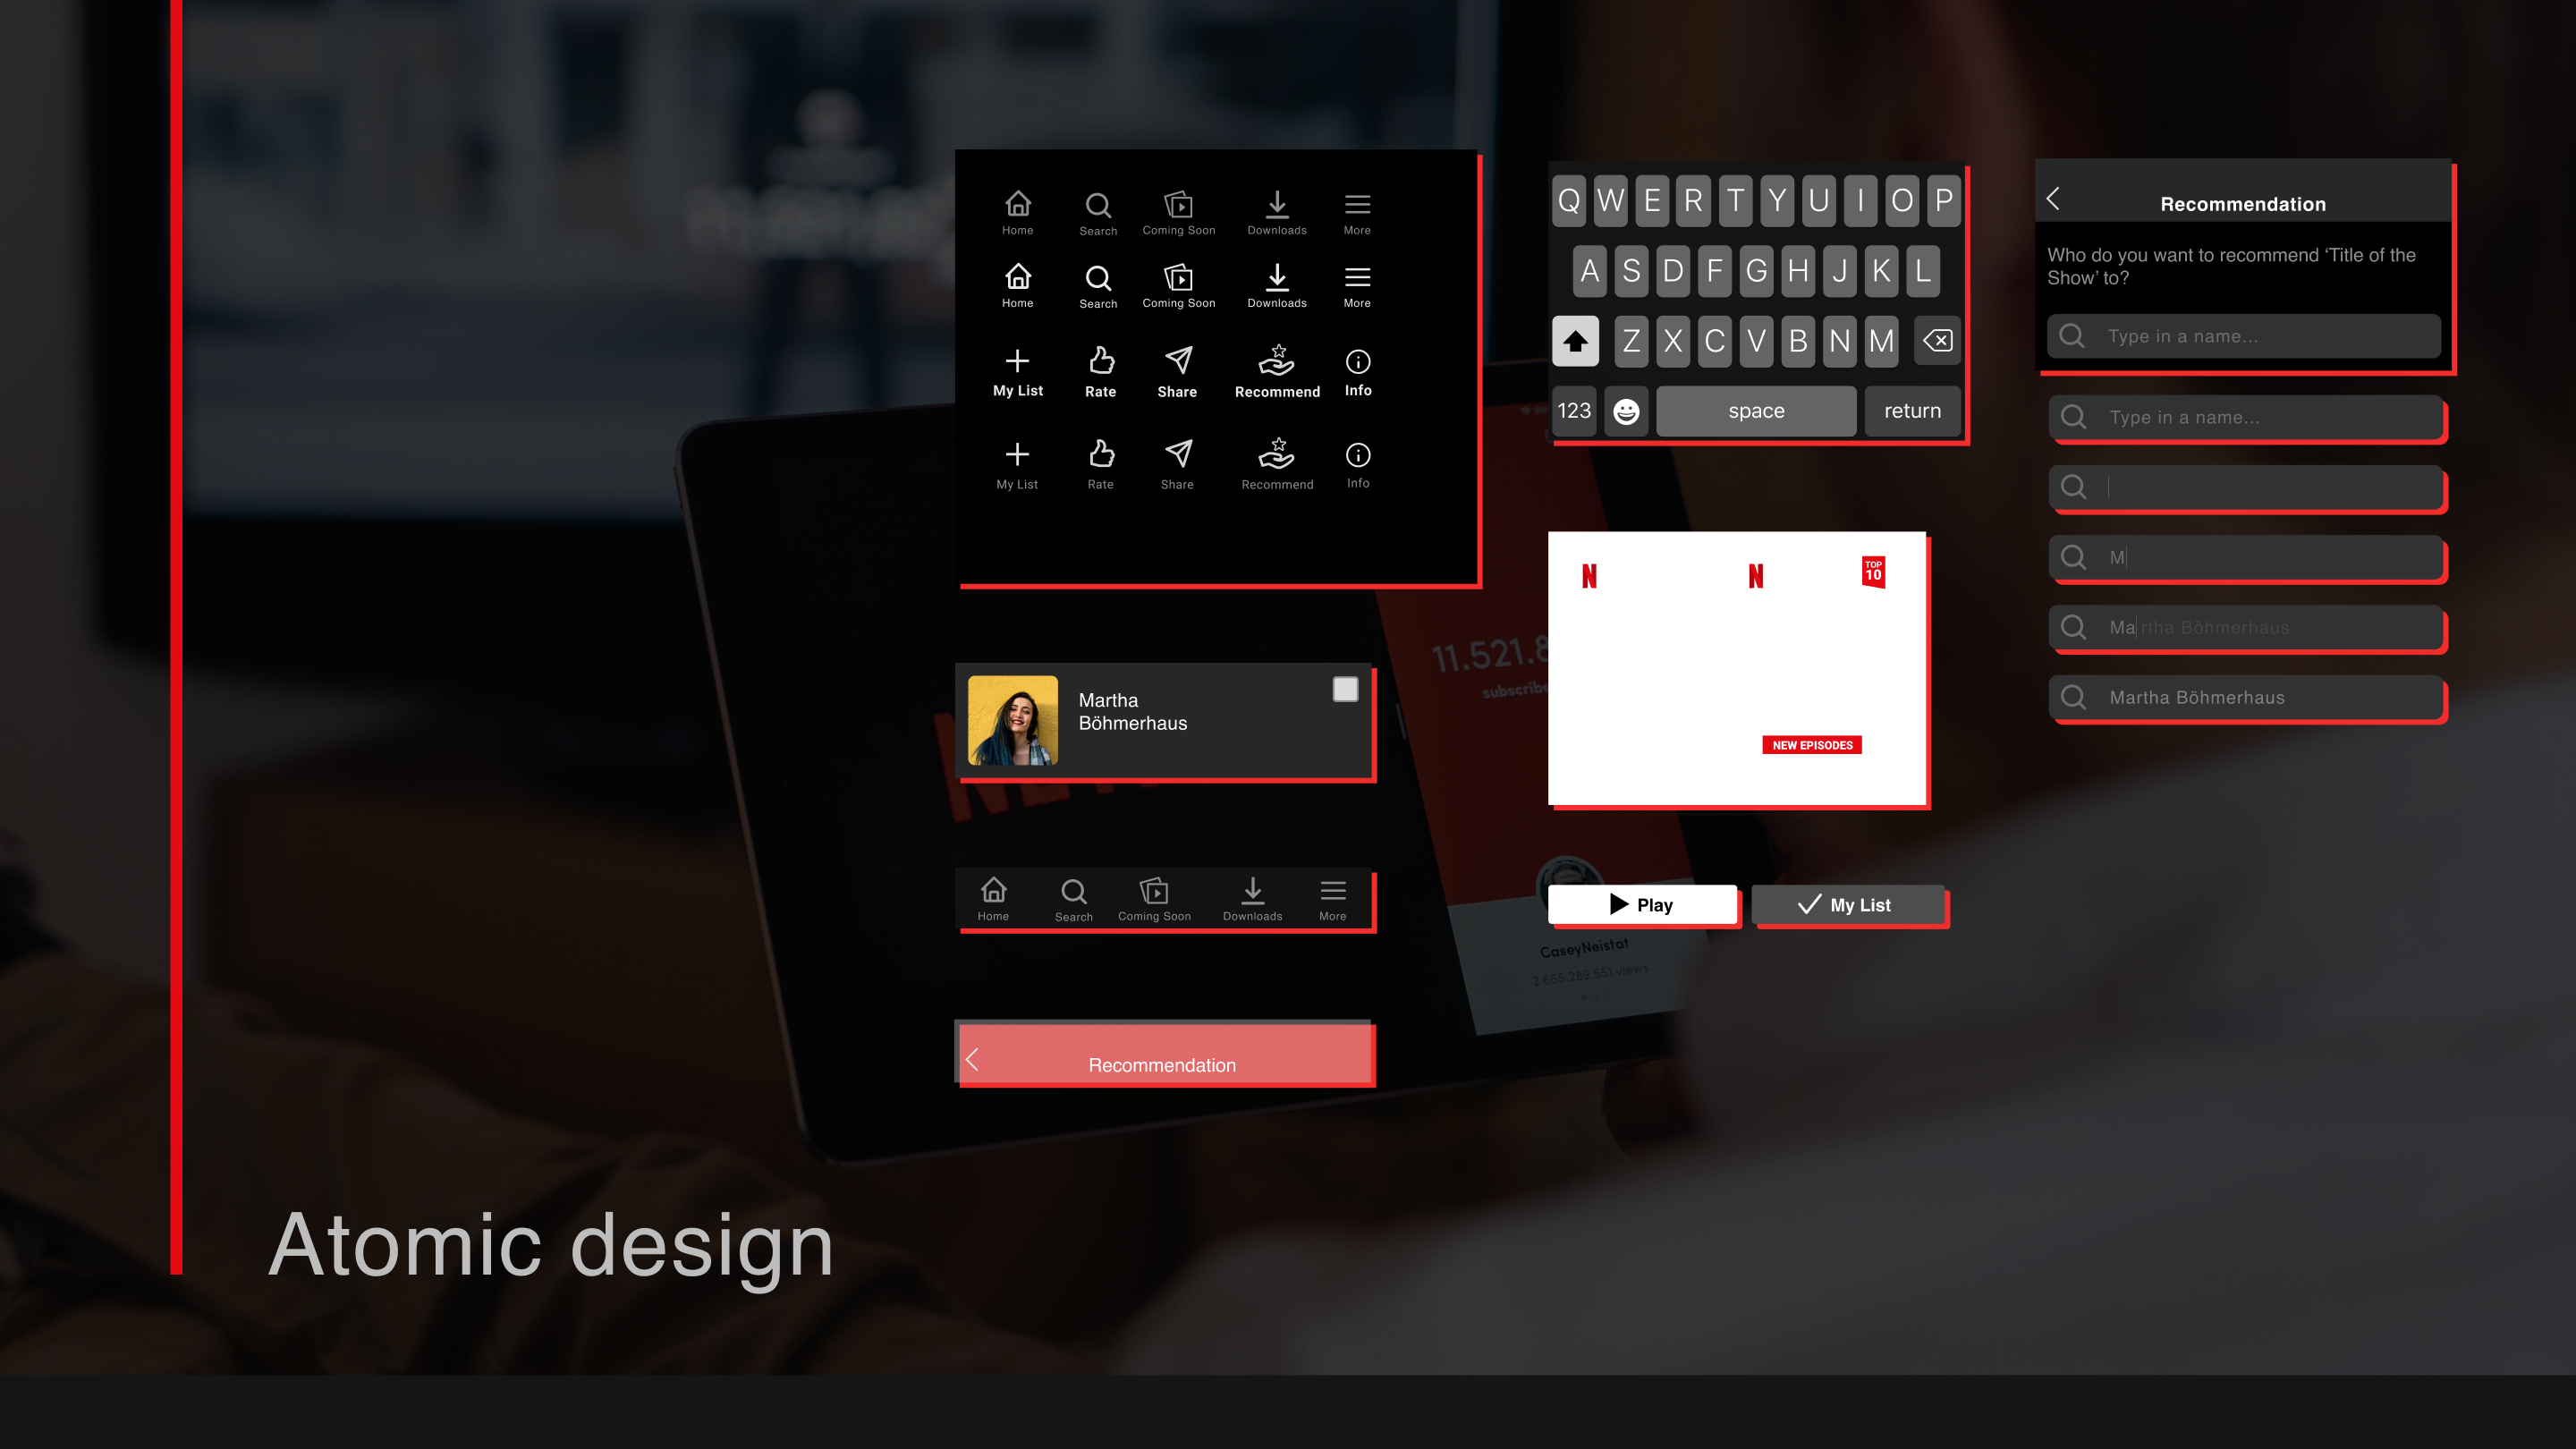 Home Search Coming Soon Downloads More
Home Search Coming Soon Downloads More
My List Rate Share Recommend Info
My List Rate Share Recommend Info
Martha
Böhmerhaus
Home Search Coming Soon Downloads More
Recommendation
Q W E R T Y U I O P
A S D F G H J K L
Z X C V B N M
123 space return
N N TOP
10
NEW EPISODES
Play My List
Recommendation
Who do you want to recommend ‘Title of the
Show’ to?
Type in a name...
Type in a name...
M
Martha Böhmerhaus
Martha Böhmerhaus
11.521.8
subscribe
CaseyNeistat
2.655.289.551 views
Atomic design